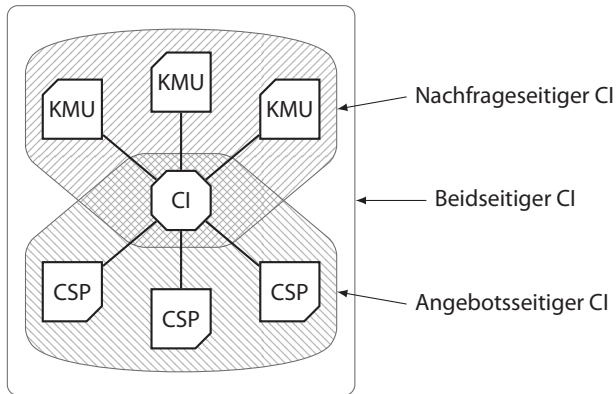 KMU
KMU
KMU
Nachfrageseitiger CI
CI
Beidseitiger CI
CSP
CSP
CSP
Angebotsseitiger CI